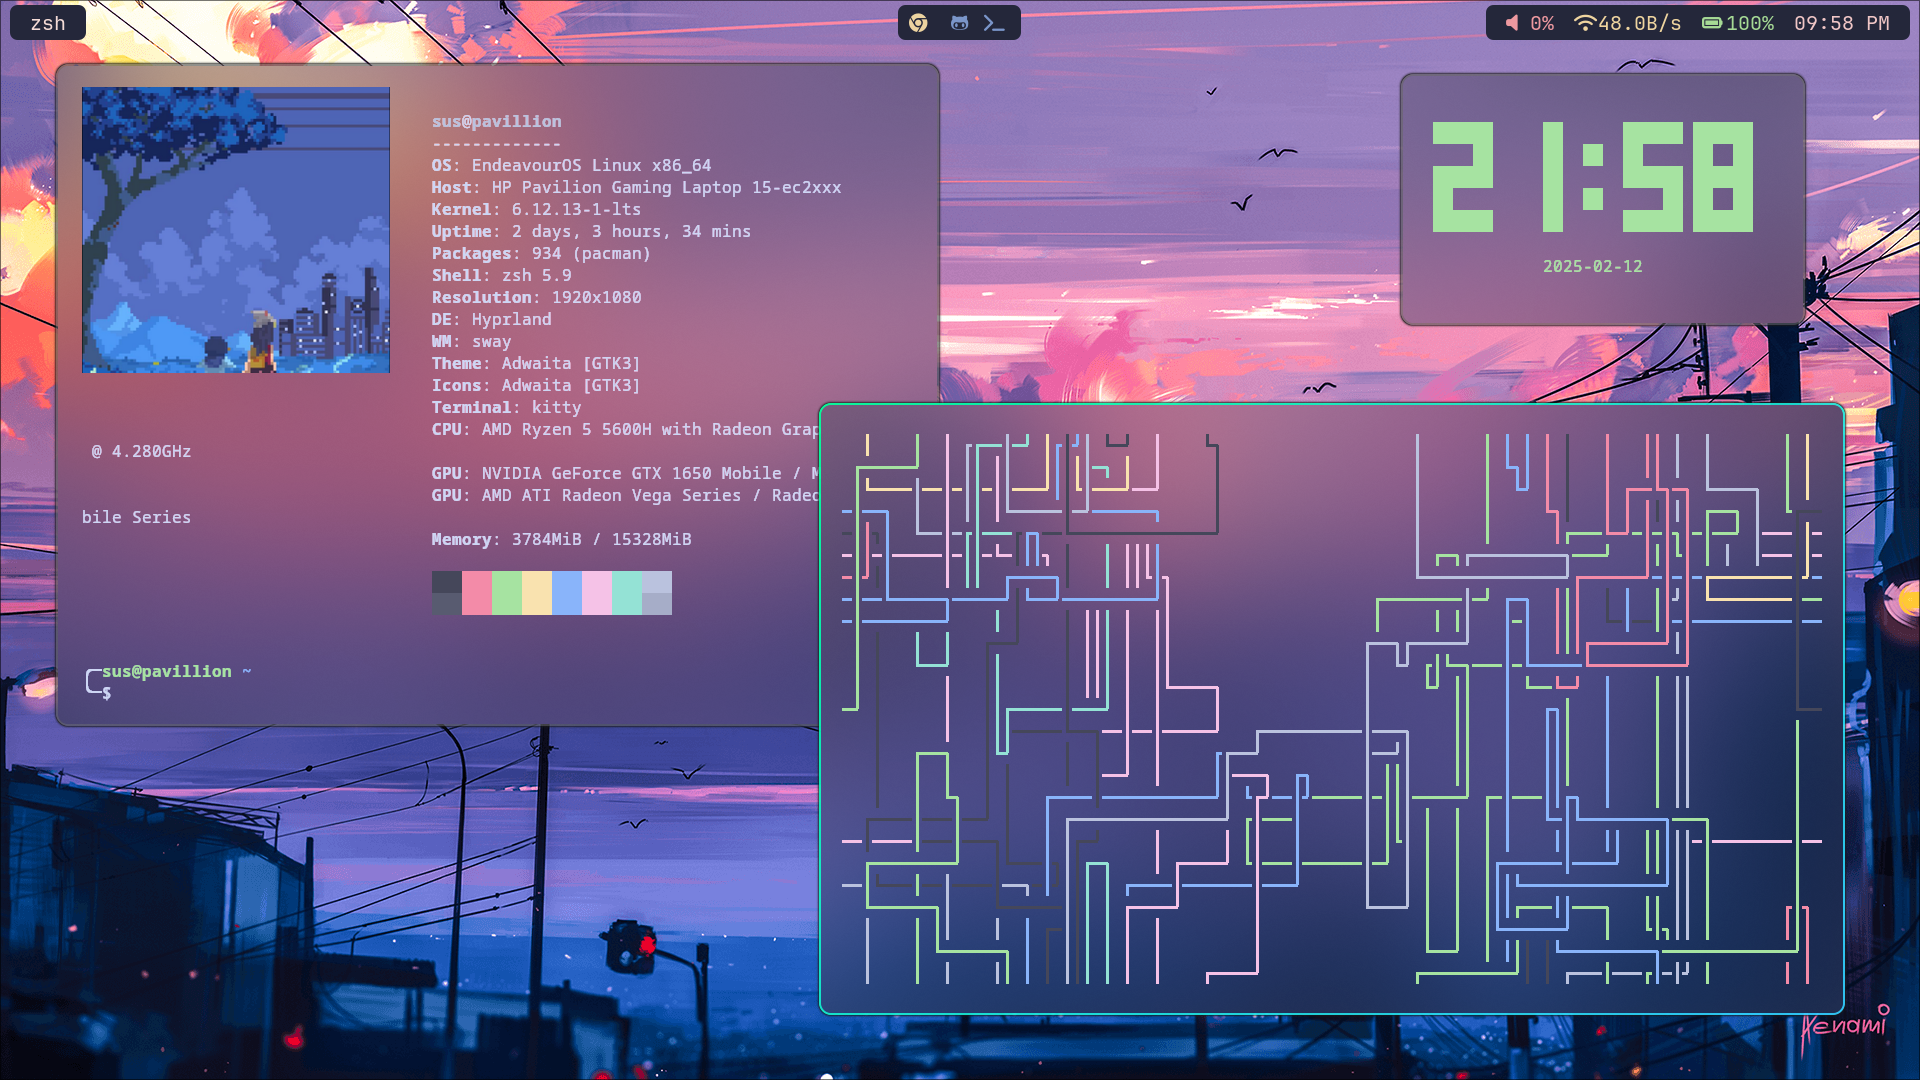 zsh
0%
48.0B/s
100%
09:58 PM
sus@pavillion
-------------
OS: EndeavourOS Linux x86_64
Host: HP Pavilion Gaming Laptop 15-ec2xxx
Kernel: 6.12.13-1-lts
Uptime: 2 days, 3 hours, 34 mins
Packages: 934 (pacman)
Shell: zsh 5.9
Resolution: 1920x1080
DE: Hyprland
WM: sway
Theme: Adwaita [GTK3]
Icons: Adwaita [GTK3]
Terminal: kitty
CPU: AMD Ryzen 5 5600H with Radeon Grap
@ 4.280GHz
GPU: NVIDIA GeForce GTX 1650 Mobile / M
GPU: AMD ATI Radeon Vega Series / Radeo
bile Series
Memory: 3784MiB / 15328MiB
sus@pavillion ~
$
21:58
2025-02-12
Aenami